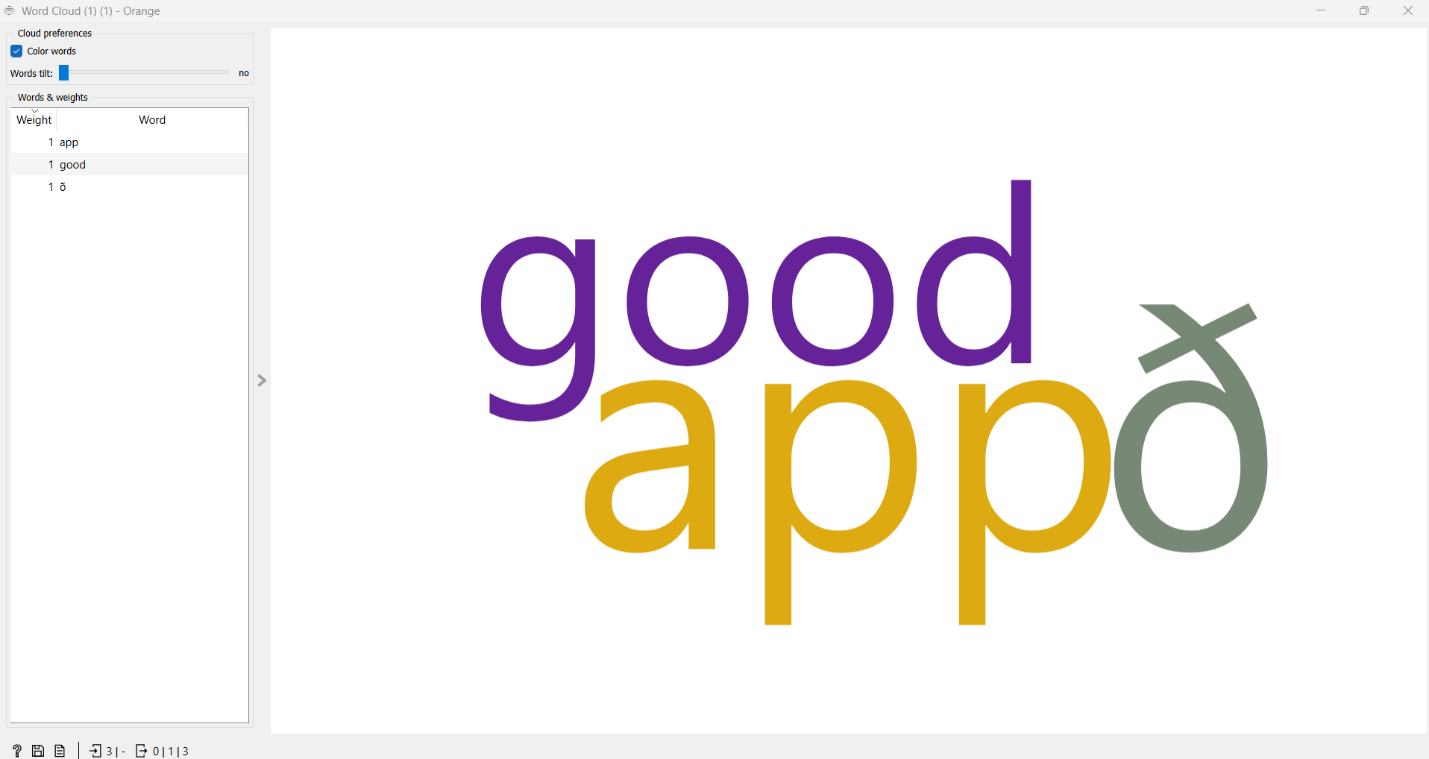 Word Cloud (1) (1) - Orange
Cloud preferences
Color words
Words tilt: no
Words & weights
Weight Word
1 app
1 good
1 ð
good
appð
? 3 | - 0 | 1 | 3